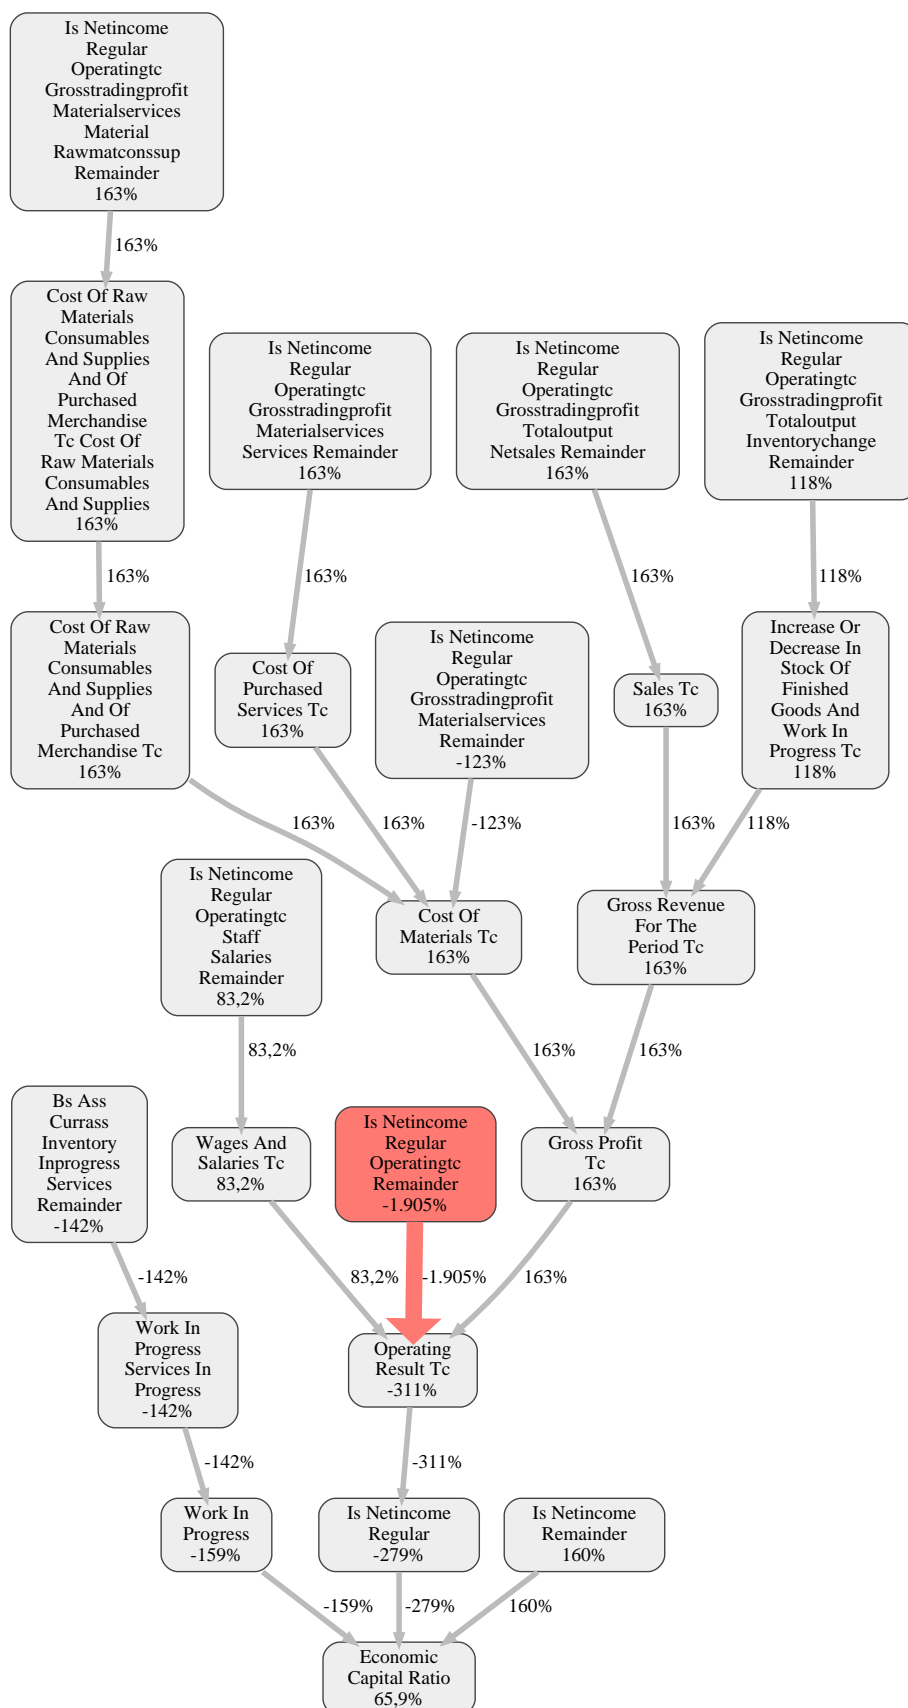 Is Netincome
Regular
Operatingtc
Grosstradingprofit
Materialservices
Material
Rawmatconssup
Remainder
163%
163%
Cost Of Raw
Materials
Consumables
And Supplies
And Of
Purchased
Merchandise
Tc Cost Of
Raw Materials
Consumables
And Supplies
163%
Is Netincome
Regular
Operatingtc
Grosstradingprofit
Materialservices
Services Remainder
163%
Is Netincome
Regular
Operatingtc
Grosstradingprofit
Totaloutput
Netsales Remainder
163%
Is Netincome
Regular
Operatingtc
Grosstradingprofit
Totaloutput
Inventorychange
Remainder
118%
163%
163%
163%
118%
Cost Of Raw
Materials
Consumables
And Supplies
And Of
Purchased
Merchandise Tc
163%
Cost Of
Purchased
Services Tc
163%
Is Netincome
Regular
Operatingtc
Grosstradingprofit
Materialservices
Remainder
-123%
Sales Tc
163%
Increase Or
Decrease In
Stock Of
Finished
Goods And
Work In
Progress Tc
118%
163%
163%
-123%
163%
118%
Is Netincome
Regular
Operatingtc
Staff
Salaries
Remainder
83,2%
Cost Of
Materials Tc
163%
Gross Revenue
For The
Period Tc
163%
83,2%
163%
163%
Bs Ass
Currass
Inventory
Inprogress
Services
Remainder
-142%
Wages And
Salaries Tc
83,2%
Is Netincome
Regular
Operatingtc
Remainder
-1.905%
Gross Profit
Tc
163%
-142%
83,2%
-1.905%
163%
Work In
Progress
Services In
Progress
-142%
Operating
Result Tc
-311%
-142%
-311%
Work In
Progress
-159%
Is Netincome
Regular
-279%
Is Netincome
Remainder
160%
-159%
-279%
160%
Economic
Capital Ratio
65,9%